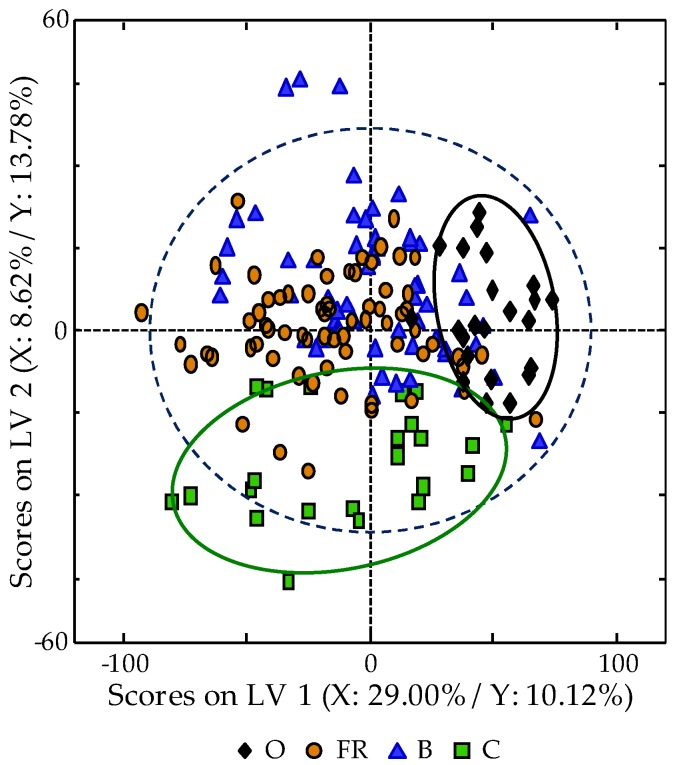 60
Scores on LV 2 (X: 8.62% / Y: 13.78%)
0
-60
-100 0 100
Scores on LV 1 (X: 29.00% / Y: 10.12%)
O FR B C